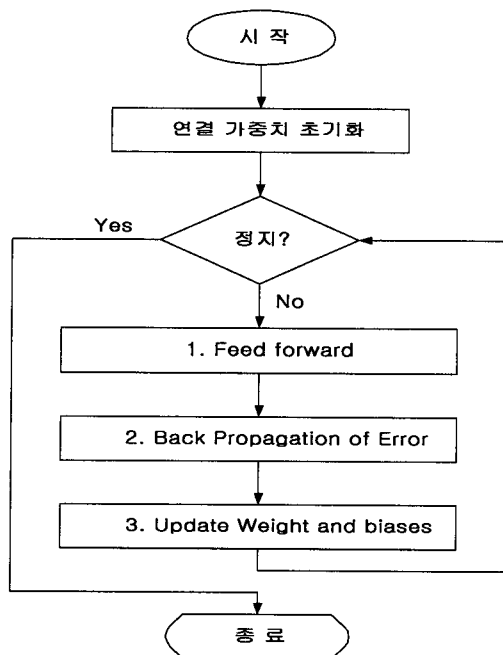 시 작
연결 가중치 초기화
정지?
Yes
No
1. Feed forward
2. Back Propagation of Error
3. Update Weight and biases
종 료